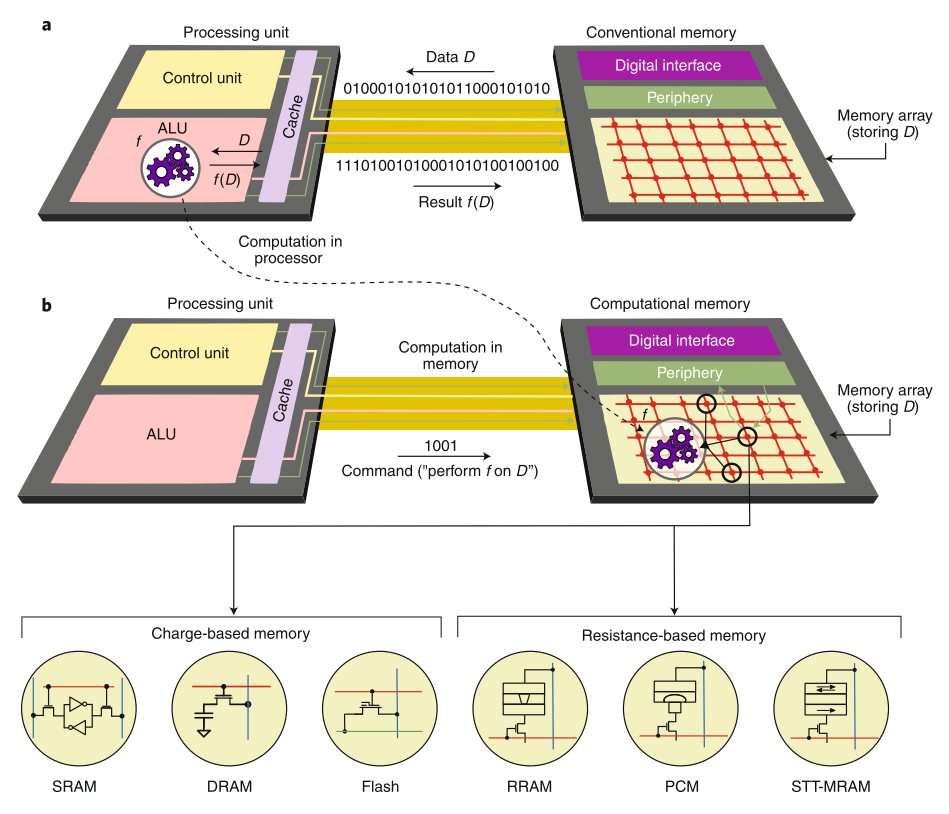 a
Processing unit
Conventional memory
Control unit
Cache
Data D
010001010101011000101010
Digital interface
Periphery
Memory array
(storing D)
ALU
f
D
f(D)
11101001010001010100100100
Result f(D)
Computation in
processor
b
Processing unit
Computational memory
Control unit
Cache
Computation in
memory
Digital interface
Periphery
Memory array
(storing D)
ALU
f
1001
Command ("perform f on D")
Charge-based memory
Resistance-based memory
SRAM
DRAM
Flash
RRAM
PCM
STT-MRAM